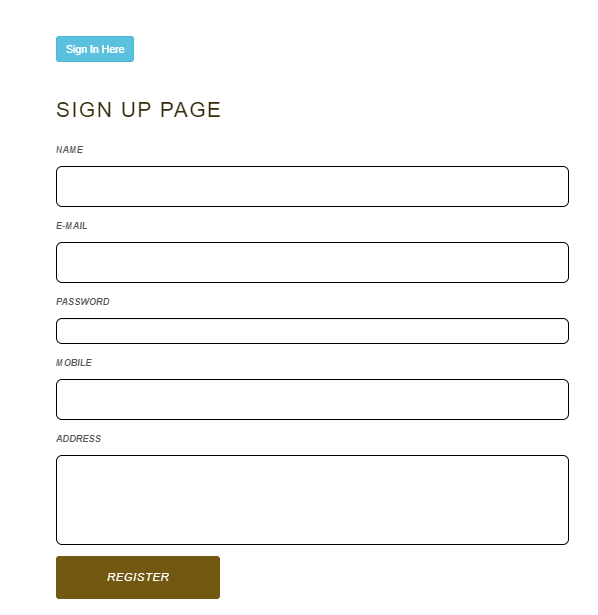 Sign In Here
SIGN UP PAGE
NAME
E-MAIL
PASSWORD
MOBILE
ADDRESS
REGISTER